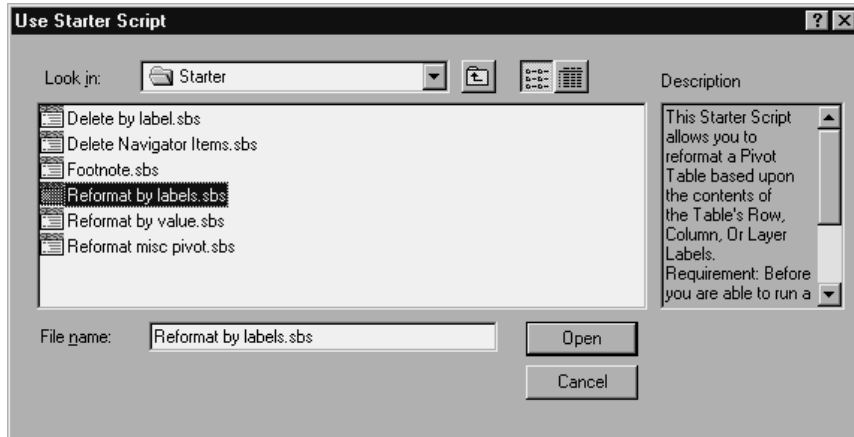 Use Starter Script
Look in:
Starter
Description
Delete by label.sbs
Delete Navigator Items.sbs
Footnote.sbs
Reformat by labels.sbs
Reformat by value.sbs
Reformat misc pivot.sbs
This Starter Script
allows you to
reformat a Pivot
Table based upon
the contents of
the Table's Row,
Column, Or Layer
Labels.
Requirement: Before
you are able to run a
File name:
Reformat by labels.sbs
Open
Cancel